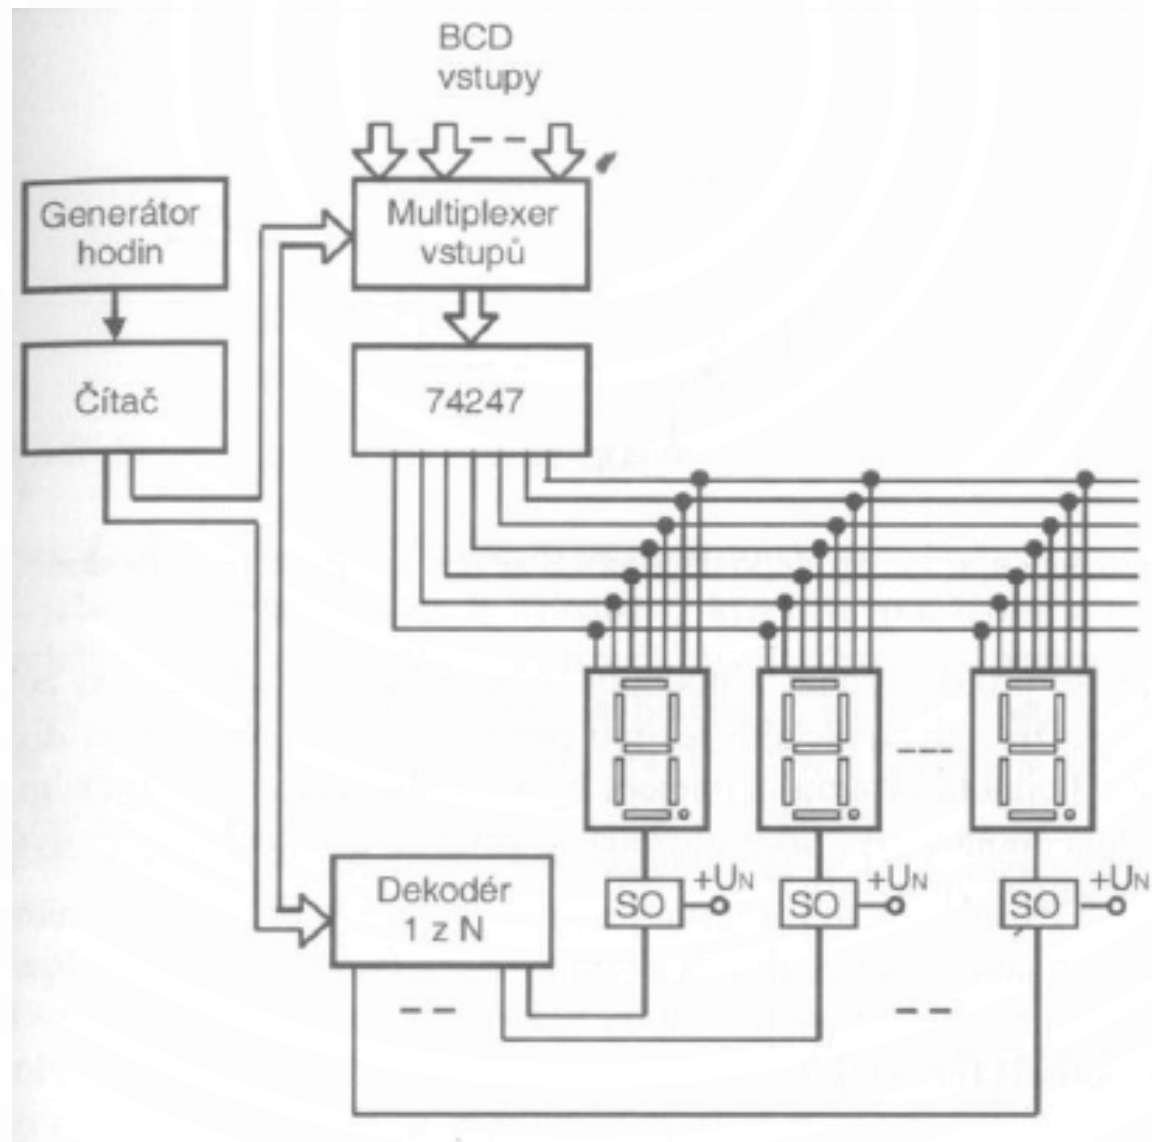 BCD
vstupy
Generátor
hodin
Multiplexer
vstupů
Čítač
74247
Dekodér
1 z N
SO
+UN
SO
+UN
SO
+UN